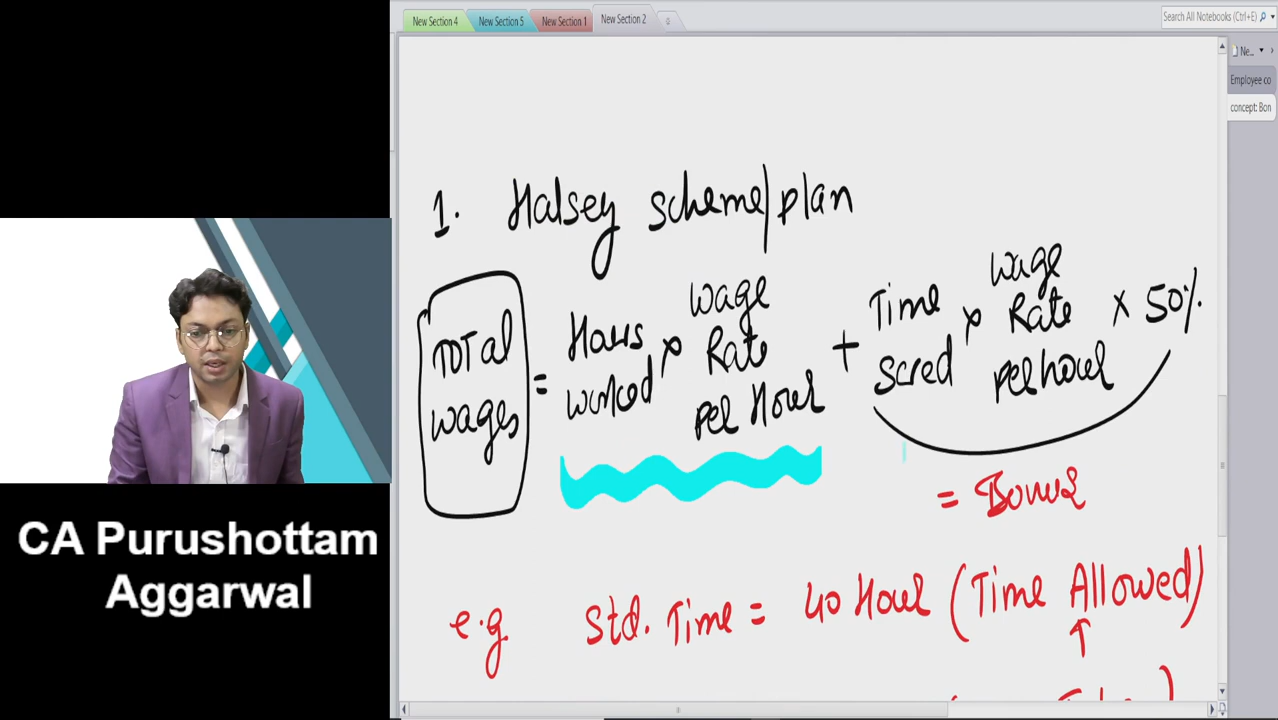 New Section 4
New Section 5
New Section 1
New Section 2
Search All Notebooks (Ctrl+E)
Ne...
Employee co
concept: Bon
1. Halsey scheme/plan
Total wages = Hours worked × wage Rate per Hour + Time saved × wage Rate per hour × 50%
= Bonus
e.g Std. Time = 40 Hour (Time Allowed)
CA Purushottam
Aggarwal